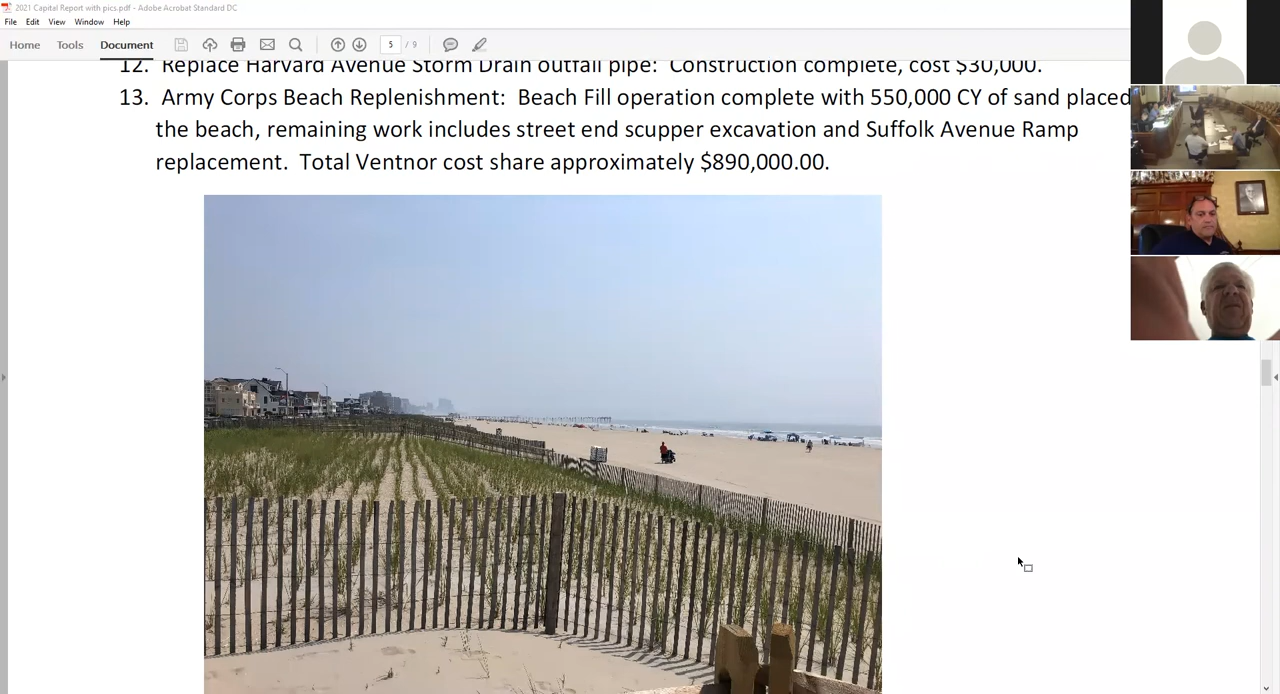 2021 Capital Report with pics.pdf - Adobe Acrobat Standard DC
File Edit View Window Help
Home Tools Document 5 / 9
12. Replace Harvard Avenue Storm Drain outfall pipe: Construction complete, cost $30,000.
13. Army Corps Beach Replenishment: Beach Fill operation complete with 550,000 CY of sand placed
the beach, remaining work includes street end scupper excavation and Suffolk Avenue Ramp
replacement. Total Ventnor cost share approximately $890,000.00.